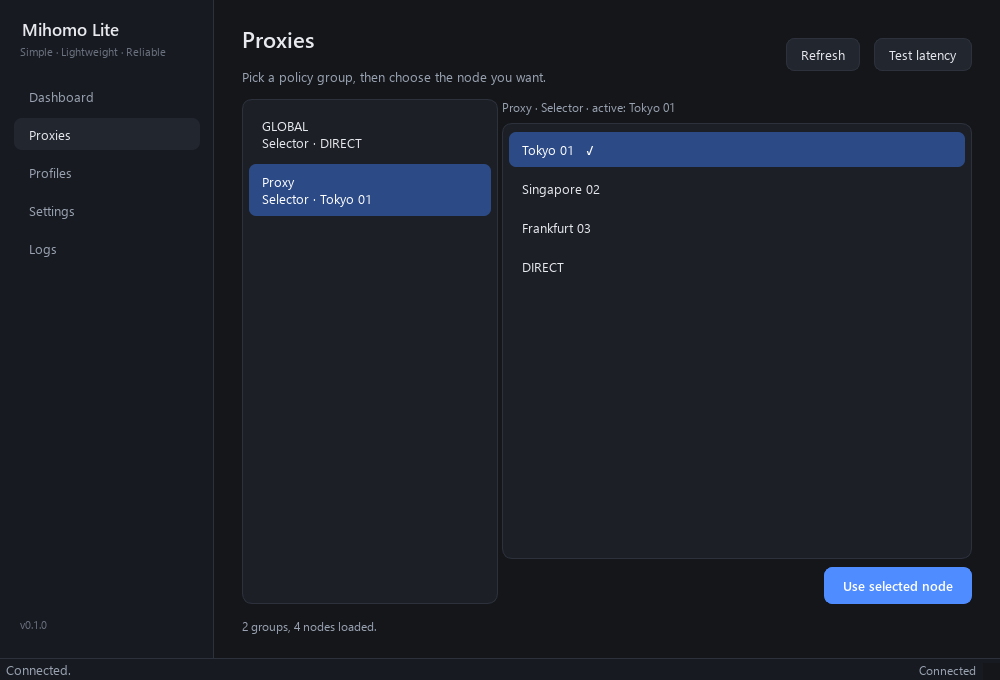 Mihomo Lite
Simple · Lightweight · Reliable
Dashboard
Proxies
Profiles
Settings
Logs
v0.1.0
Proxies
Pick a policy group, then choose the node you want.
Refresh
Test latency
GLOBAL
Selector · DIRECT
Proxy
Selector · Tokyo 01
Proxy · Selector · active: Tokyo 01
Tokyo 01 ✓
Singapore 02
Frankfurt 03
DIRECT
Use selected node
2 groups, 4 nodes loaded.
Connected.
Connected